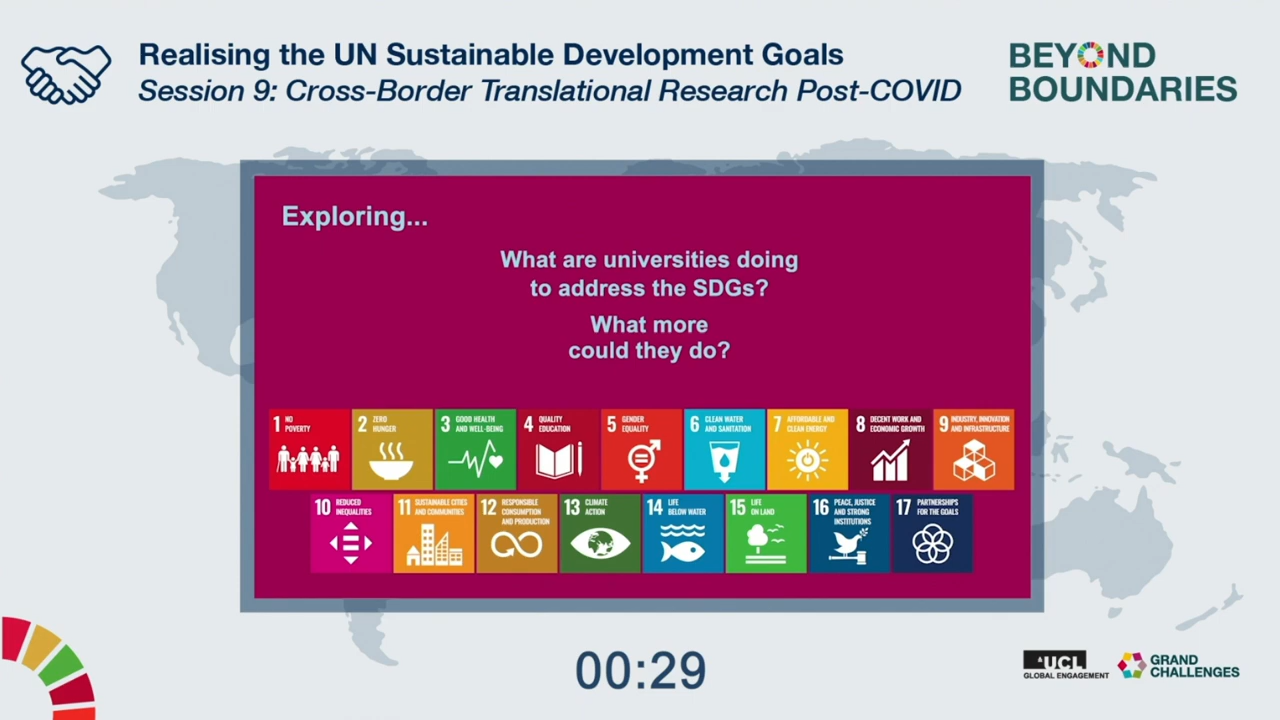 Realising the UN Sustainable Development Goals
Session 9: Cross-Border Translational Research Post-COVID
BEYOND
BOUNDARIES
Exploring...
What are universities doing
to address the SDGs?
What more
could they do?
1 NO
POVERTY
2 ZERO
HUNGER
3 GOOD HEALTH
AND WELL-BEING
4 QUALITY
EDUCATION
5 GENDER
EQUALITY
6 CLEAN WATER
AND SANITATION
7 AFFORDABLE AND
CLEAN ENERGY
8 DECENT WORK AND
ECONOMIC GROWTH
9 INDUSTRY, INNOVATION
AND INFRASTRUCTURE
10 REDUCED
INEQUALITIES
11 SUSTAINABLE CITIES
AND COMMUNITIES
12 RESPONSIBLE
CONSUMPTION
AND PRODUCTION
13 CLIMATE
ACTION
14 LIFE
BELOW WATER
15 LIFE
ON LAND
16 PEACE, JUSTICE
AND STRONG
INSTITUTIONS
17 PARTNERSHIPS
FOR THE GOALS
00:29
UCL
GLOBAL ENGAGEMENT
GRAND
CHALLENGES